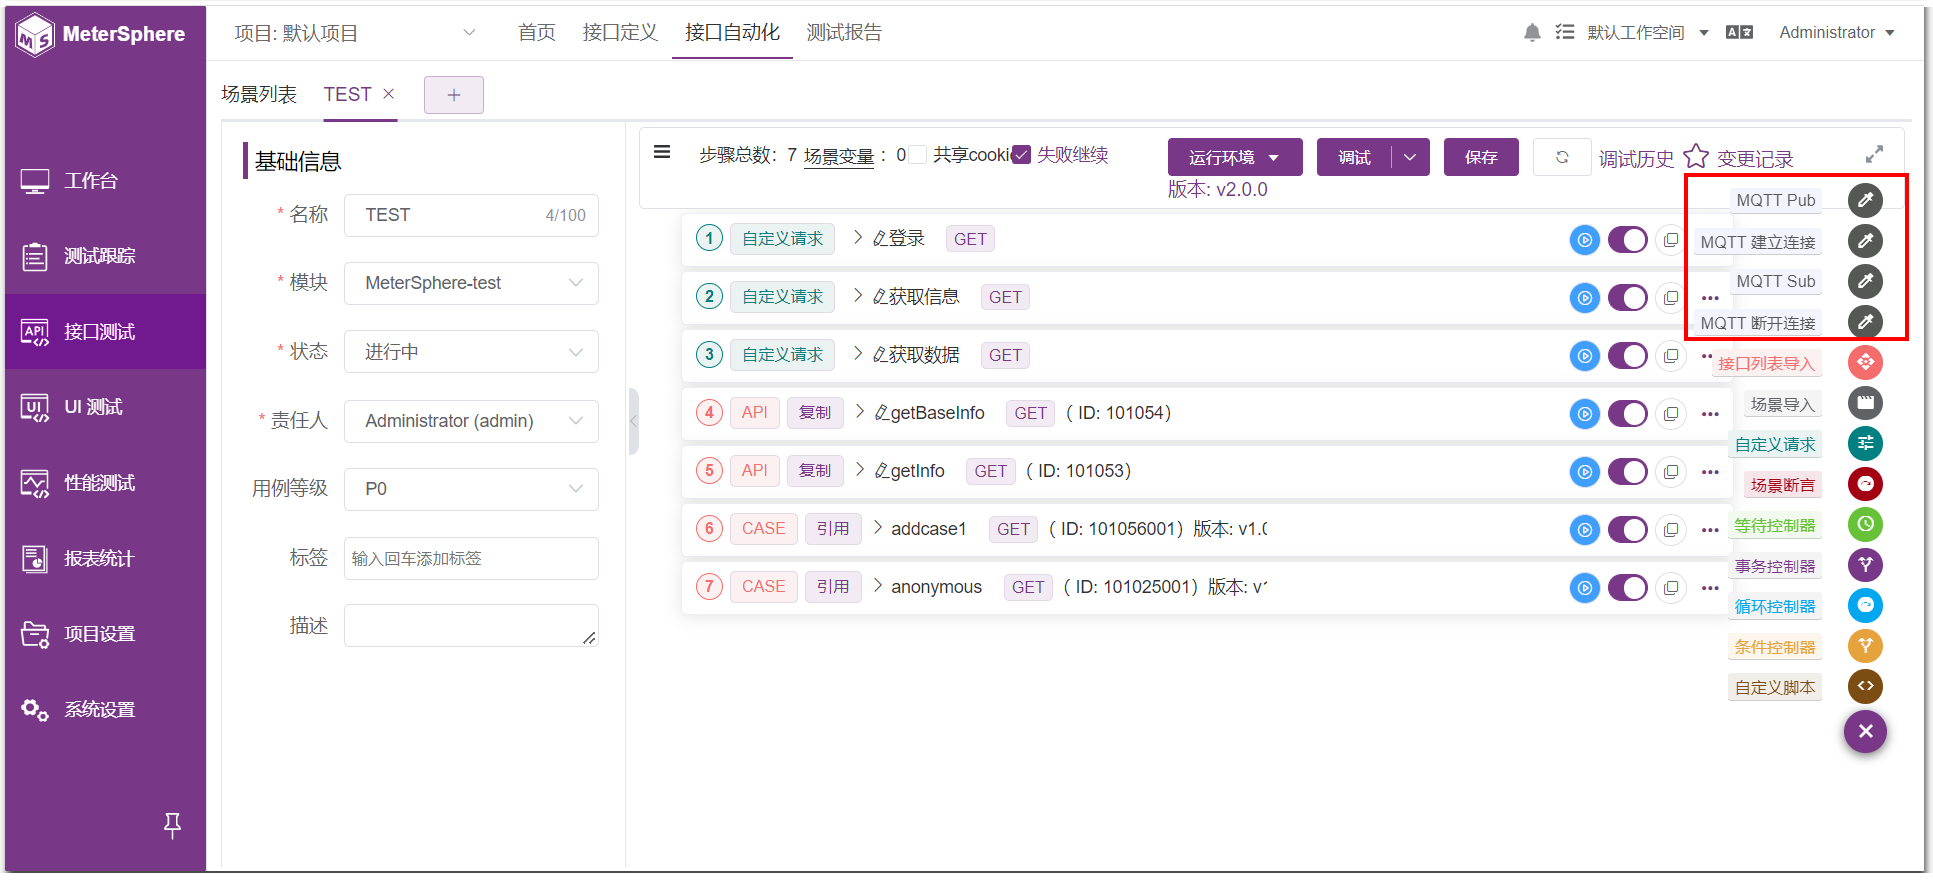 MeterSphere
项目: 默认项目
首页
接口定义
接口自动化
测试报告
默认工作空间
Administrator
场景列表
TEST
+
工作台
测试跟踪
接口测试
UI 测试
性能测试
报表统计
项目设置
系统设置
基础信息
* 名称
TEST
4/100
* 模块
MeterSphere-test
* 状态
进行中
* 责任人
Administrator (admin)
用例等级
P0
标签
输入回车添加标签
描述
步骤总数: 7 场景变量 : 0 共享cooki 失败继续
运行环境
调试
保存
调试历史
变更记录
版本: v2.0.0
1 自定义请求 登录 GET
2 自定义请求 获取信息 GET
3 自定义请求 获取数据 GET
4 API 复制 getBaseInfo GET ( ID: 101054)
5 API 复制 getInfo GET ( ID: 101053)
6 CASE 引用 addcase1 GET ( ID: 101056001) 版本: v1.0
7 CASE 引用 anonymous GET ( ID: 101025001) 版本: v1
MQTT Pub
MQTT 建立连接
MQTT Sub
MQTT 断开连接
接口列表导入
场景导入
自定义请求
场景断言
等待控制器
事务控制器
循环控制器
条件控制器
自定义脚本